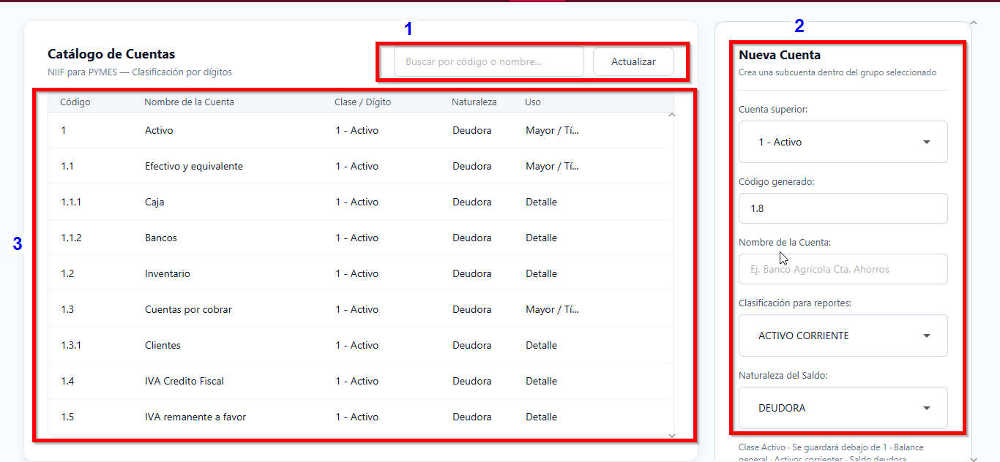 1
Catálogo de Cuentas
NIIF para PYMES — Clasificación por dígitos
Buscar por código o nombre...
Actualizar
3
Código Nombre de la Cuenta Clase / Dígito Naturaleza Uso
1 Activo 1 - Activo Deudora Mayor / Tí...
1.1 Efectivo y equivalente 1 - Activo Deudora Mayor / Tí...
1.1.1 Caja 1 - Activo Deudora Detalle
1.1.2 Bancos 1 - Activo Deudora Detalle
1.2 Inventario 1 - Activo Deudora Detalle
1.3 Cuentas por cobrar 1 - Activo Deudora Mayor / Tí...
1.3.1 Clientes 1 - Activo Deudora Detalle
1.4 IVA Credito Fiscal 1 - Activo Deudora Detalle
1.5 IVA remanente a favor 1 - Activo Deudora Detalle
2
Nueva Cuenta
Crea una subcuenta dentro del grupo seleccionado
Cuenta superior:
1 - Activo
Código generado:
1.8
Nombre de la Cuenta:
Ej. Banco Agrícola Cta. Ahorros
Clasificación para reportes:
ACTIVO CORRIENTE
Naturaleza del Saldo:
DEUDORA
Clase Activo · Se guardará debajo de 1 · Balance
general · Activos corrientes · Saldo deudora